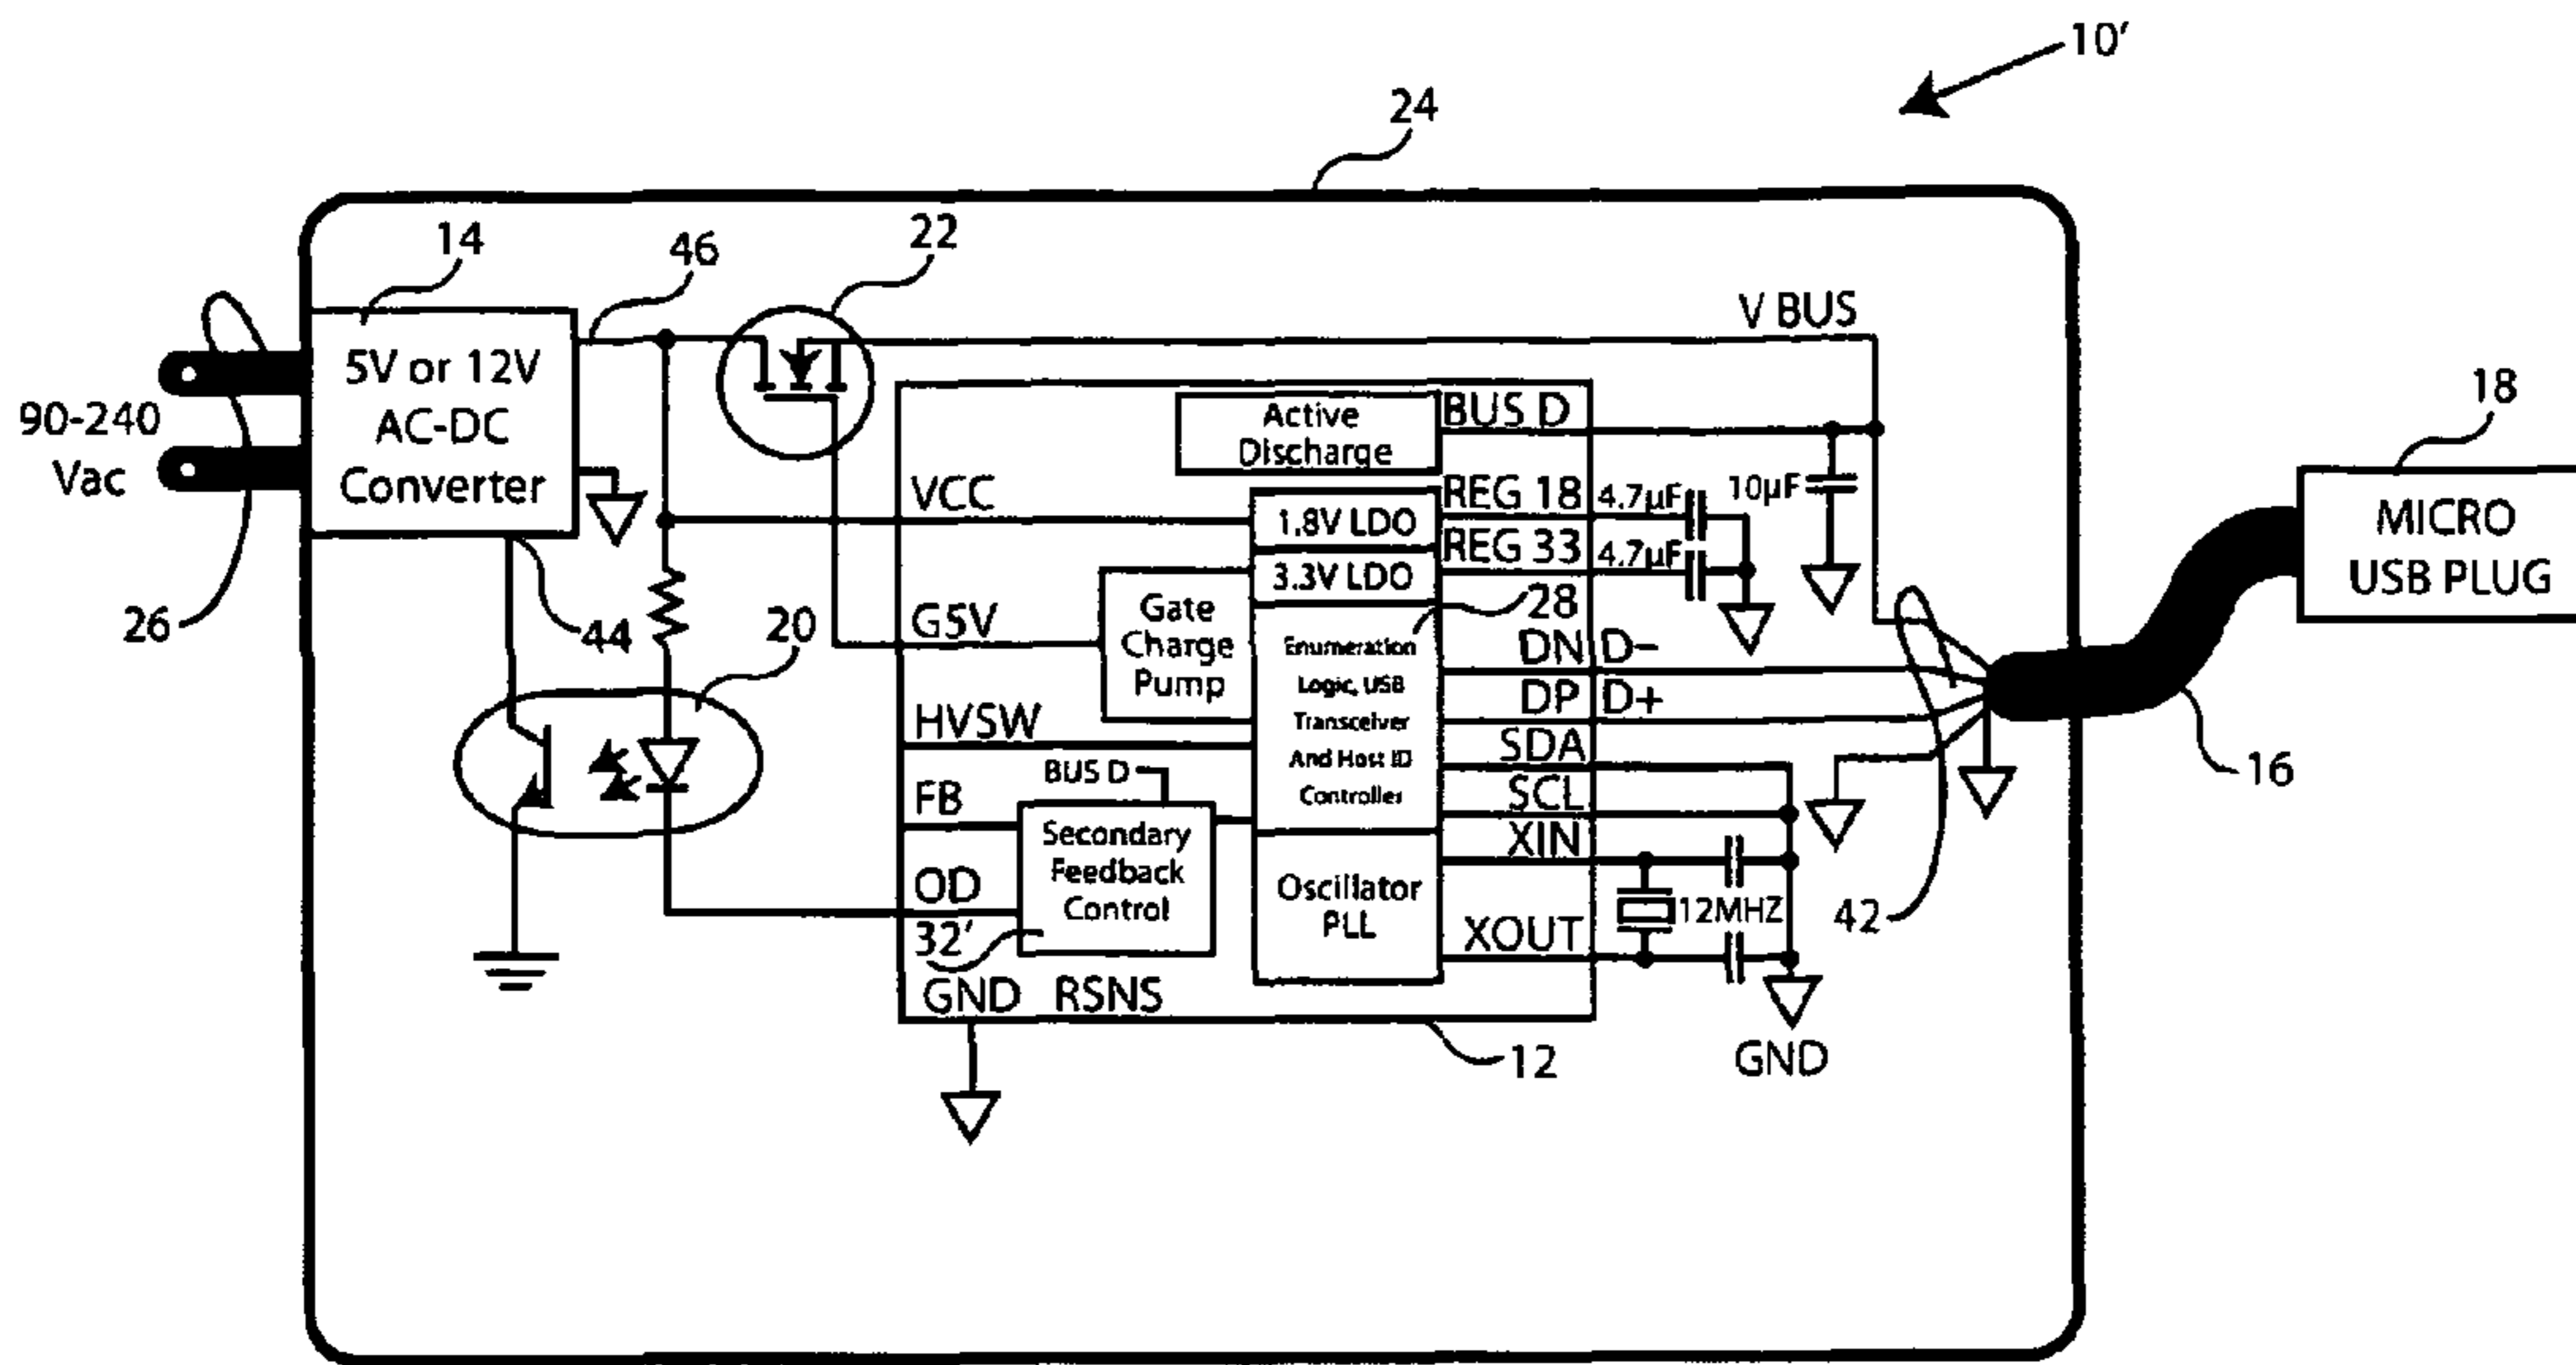 10'
24
14
46
22
V BUS
5V or 12V
AC-DC
Converter
90-240
Vac
26
44
20
18
MICRO
USB PLUG
16
Active
Discharge
BUS D
VCC
1.8V LDO
REG 18
4.7µF
10µF
3.3V LDO
REG 33
4.7µF
28
Gate
Charge
Pump
G5V
Enumeration
Logic, USB
Transceiver
And Host ID
Controller
DN D-
DP D+
HVSW
SDA
BUS D
SCL
FB
XIN
Secondary
Feedback
Control
OD
32'
Oscillator
PLL
12MHZ
XOUT
42
GND RSNS
12
GND